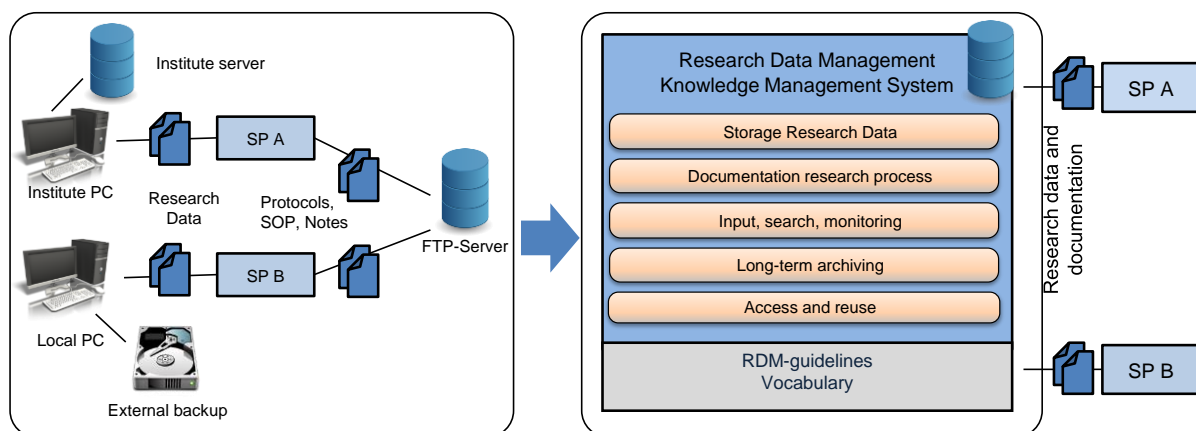 Institute server
SP A
Institute PC
Research
Data
Protocols,
SOP, Notes
FTP-Server
SP B
Local PC
External backup
Research Data Management
Knowledge Management System
Storage Research Data
Documentation research process
Input, search, monitoring
Long-term archiving
Access and reuse
RDM-guidelines
Vocabulary
Research data and
documentation
SP A
SP B